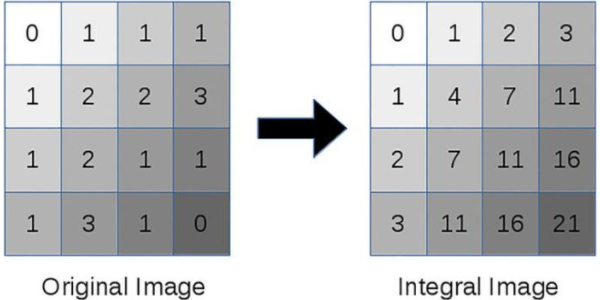 0 1 1 1 0 1 2 3
1 2 2 3 1 4 7 11
1 2 1 1 2 7 11 16
1 3 1 0 3 11 16 21
Original Image Integral Image